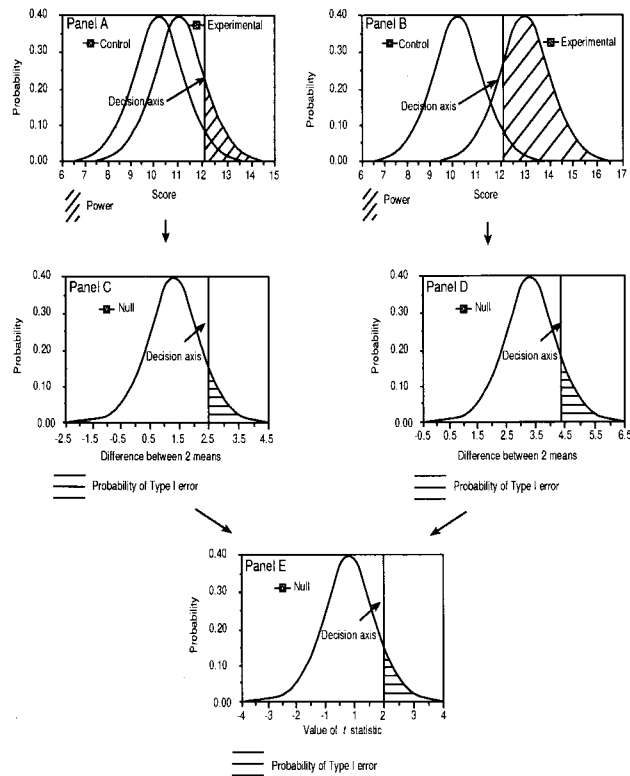 Panel A
Control
Experimental
Decision axis
Probability
0.40
0.30
0.20
0.10
0.00
6 7 8 9 10 11 12 13 14 15
Score
Power
Panel B
Control
Experimental
Decision axis
Probability
0.40
0.30
0.20
0.10
0.00
6 7 8 9 10 11 12 13 14 15 16 17
Score
Power
Panel C
Null
Decision axis
Probability
0.40
0.30
0.20
0.10
0.00
-2.5 -1.5 -0.5 0.5 1.5 2.5 3.5 4.5
Difference between 2 means
Probability of Type I error
Panel D
Null
Decision axis
Probability
0.40
0.30
0.20
0.10
0.00
-0.5 0.5 1.5 2.5 3.5 4.5 5.5 6.5
Difference between 2 means
Probability of Type I error
Panel E
Null
Decision axis
Probability
0.40
0.30
0.20
0.10
0.00
-4 -3 -2 -1 1 2 3 4
Value of t statistic
Probability of Type I error